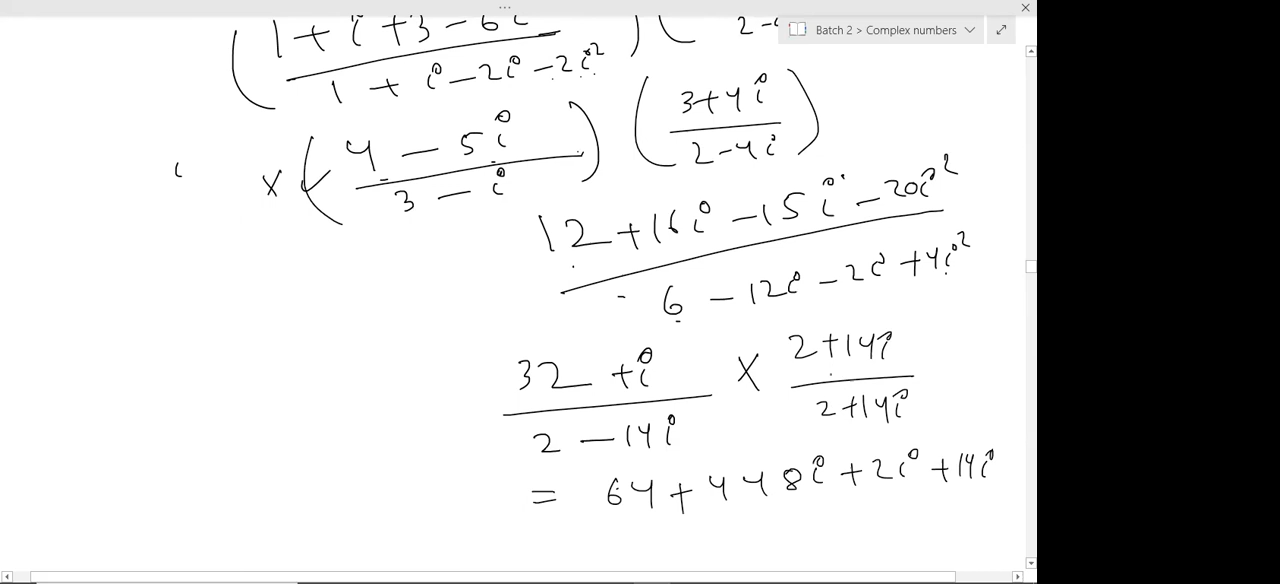 Batch 2 > Complex numbers
( 1 + i + 3 - 6i / 1 + i - 2i - 2i² ) ( 2-
× ( 4 - 5i / 3 - i ) ( 3+4i / 2-4i )
12 + 16i - 15i - 20i² / 6 - 12i - 2i + 4i²
32 + i / 2 - 14i × 2+14i / 2+14i
= 64 + 448i + 2i + 14i